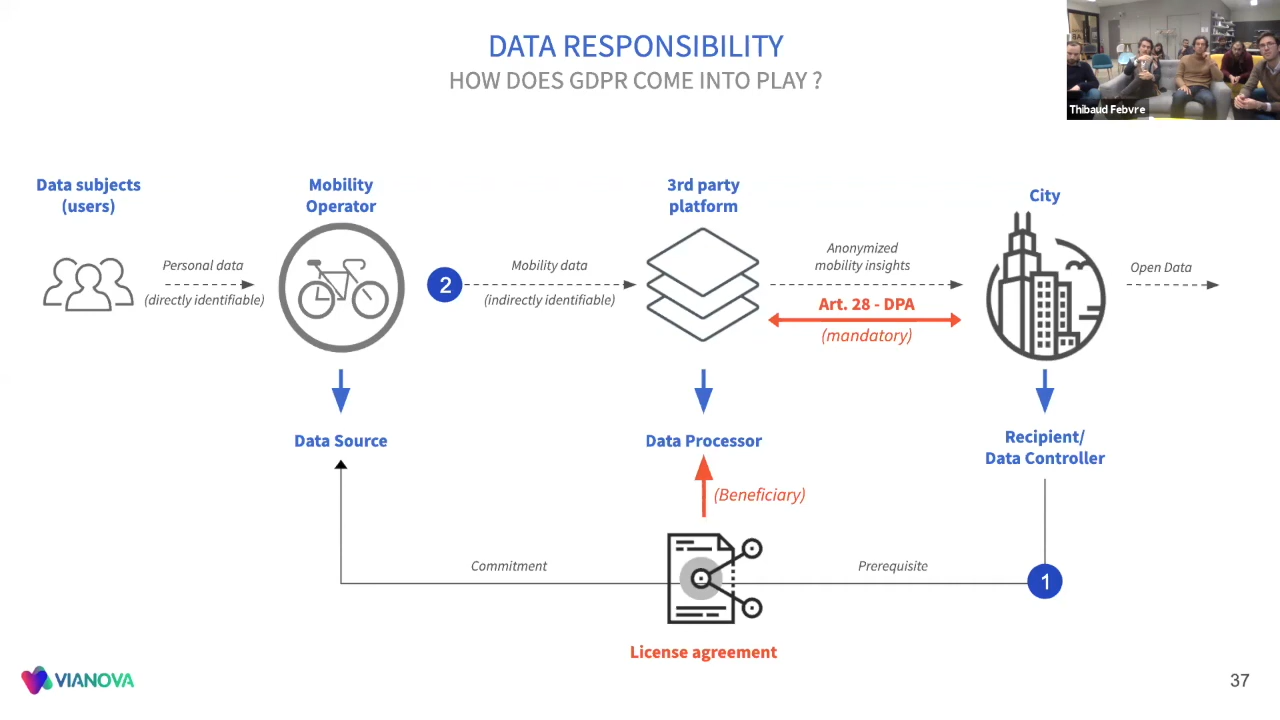 DATA RESPONSIBILITY
HOW DOES GDPR COME INTO PLAY ?
Thibaud Febvre
Data subjects
(users)
Mobility
Operator
3rd party
platform
City
Personal data
(directly identifiable)
2
Mobility data
(indirectly identifiable)
Anonymized
mobility insights
Art. 28 - DPA
(mandatory)
Open Data
Data Source
Data Processor
Recipient/
Data Controller
(Beneficiary)
Commitment
Prerequisite
1
License agreement
VIANOVA
37